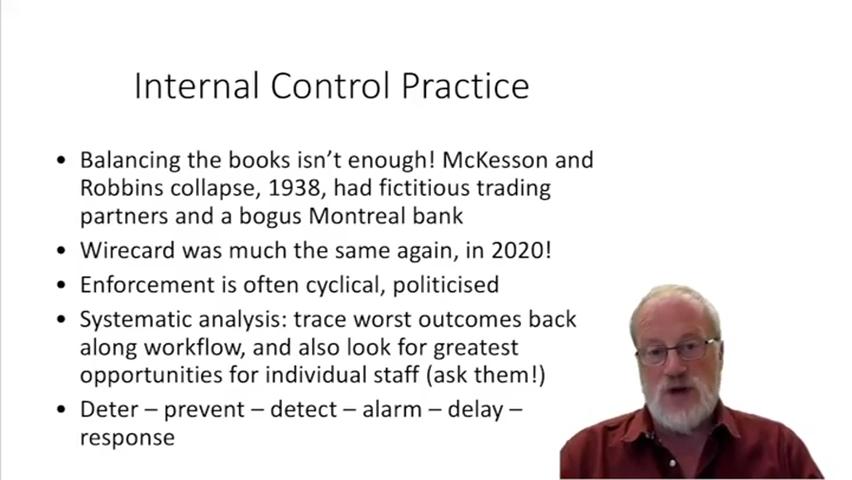 Internal Control Practice
• Balancing the books isn't enough! McKesson and
Robbins collapse, 1938, had fictitious trading
partners and a bogus Montreal bank
• Wirecard was much the same again, in 2020!
• Enforcement is often cyclical, politicised
• Systematic analysis: trace worst outcomes back
along workflow, and also look for greatest
opportunities for individual staff (ask them!)
• Deter – prevent – detect – alarm – delay –
response